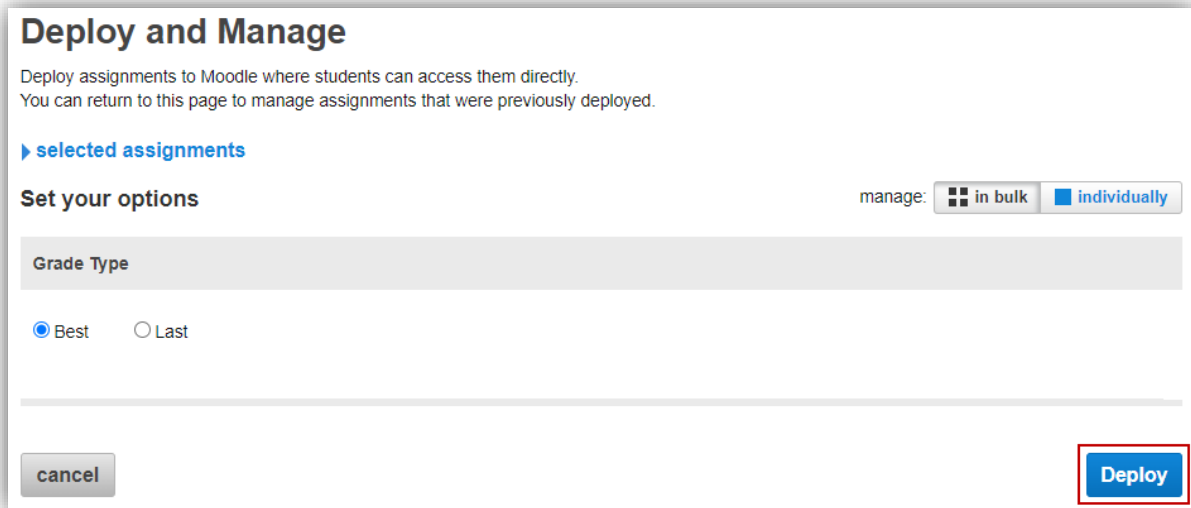 Deploy and Manage
Deploy assignments to Moodle where students can access them directly.
You can return to this page to manage assignments that were previously deployed.
selected assignments
Set your options
manage: in bulk individually
Grade Type
Best Last
cancel Deploy